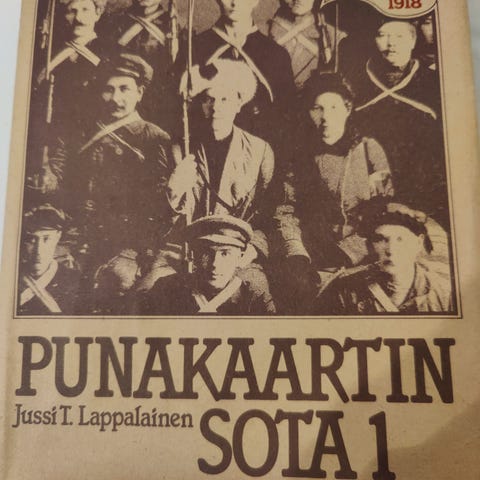 1918
PUNAKAARTIN
Jussi T. Lappalainen
SOTA 1